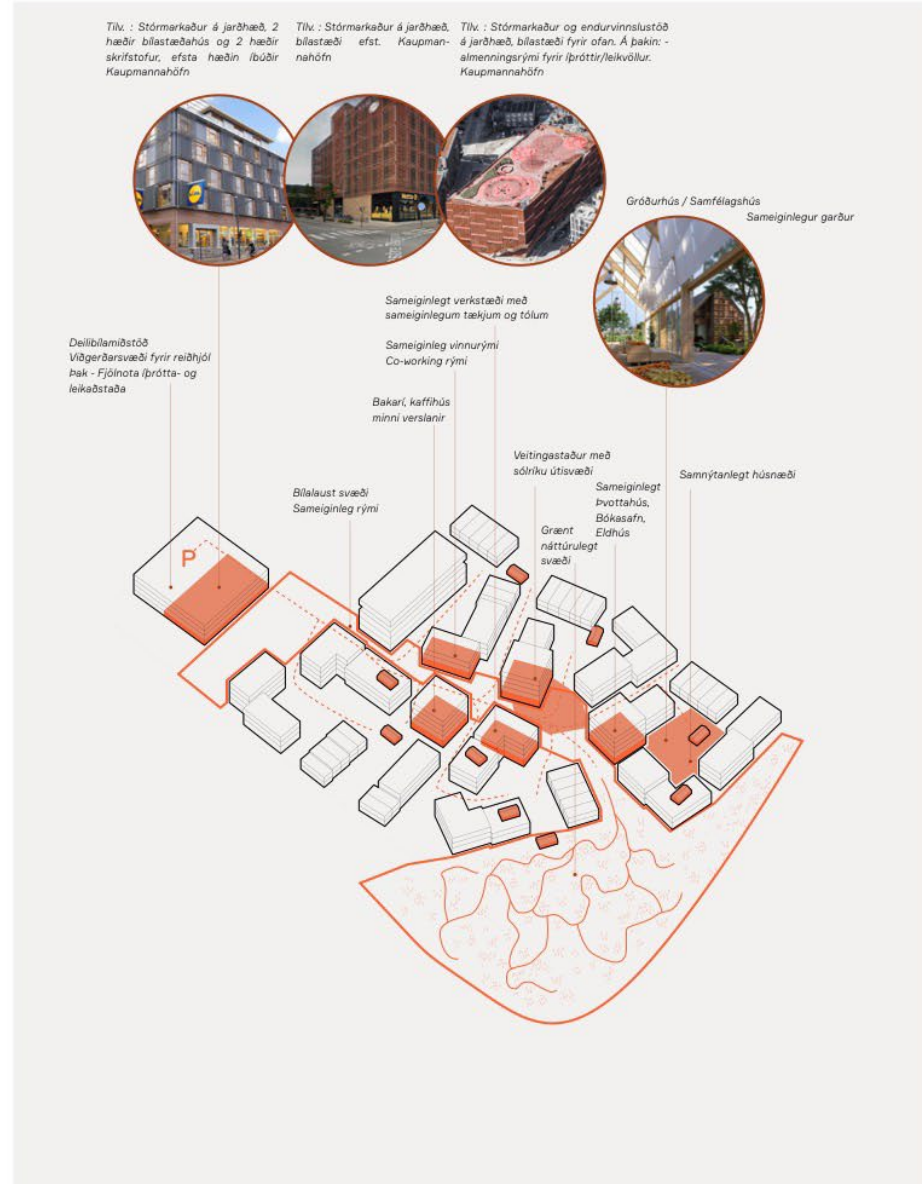 Tilv. : Stórmarkaður á jarðhæð, 2
hæðir bílastæðahús og 2 hæðir
skrifstofur, efsta hæðin íbúðir
Kaupmannahöfn
Tilv. : Stórmarkaður á jarðhæð,
bílastæði efst. Kaupman-
nahöfn
Tilv. : Stórmarkaður og endurvinnslustöð
á jarðhæð, bílastæði fyrir ofan. Á þakin: -
almenningsrými fyrir íþróttir/leikvöllur.
Kaupmannahöfn
Gróðurhús / Samfélagshús
Sameiginlegur garður
Sameiginlegt verkstæði með
sameiginlegum tækjum og tólum
Sameiginleg vinnurými
Co-working rými
Deilibílamiðstöð
Viðgerðarsvæði fyrir reiðhjól
Þak - Fjölnota íþrótta- og
leikaðstaða
Bakarí, kaffihús
minni verslanir
Veitingastaður með
sólríku útisvæði
Samnýtanlegt húsnæði
Sameiginlegt
Þvottahús,
Bókasafn,
Eldhús
Bílalaust svæði
Sameiginleg rými
Grænt
náttúrulegt
svæði
P